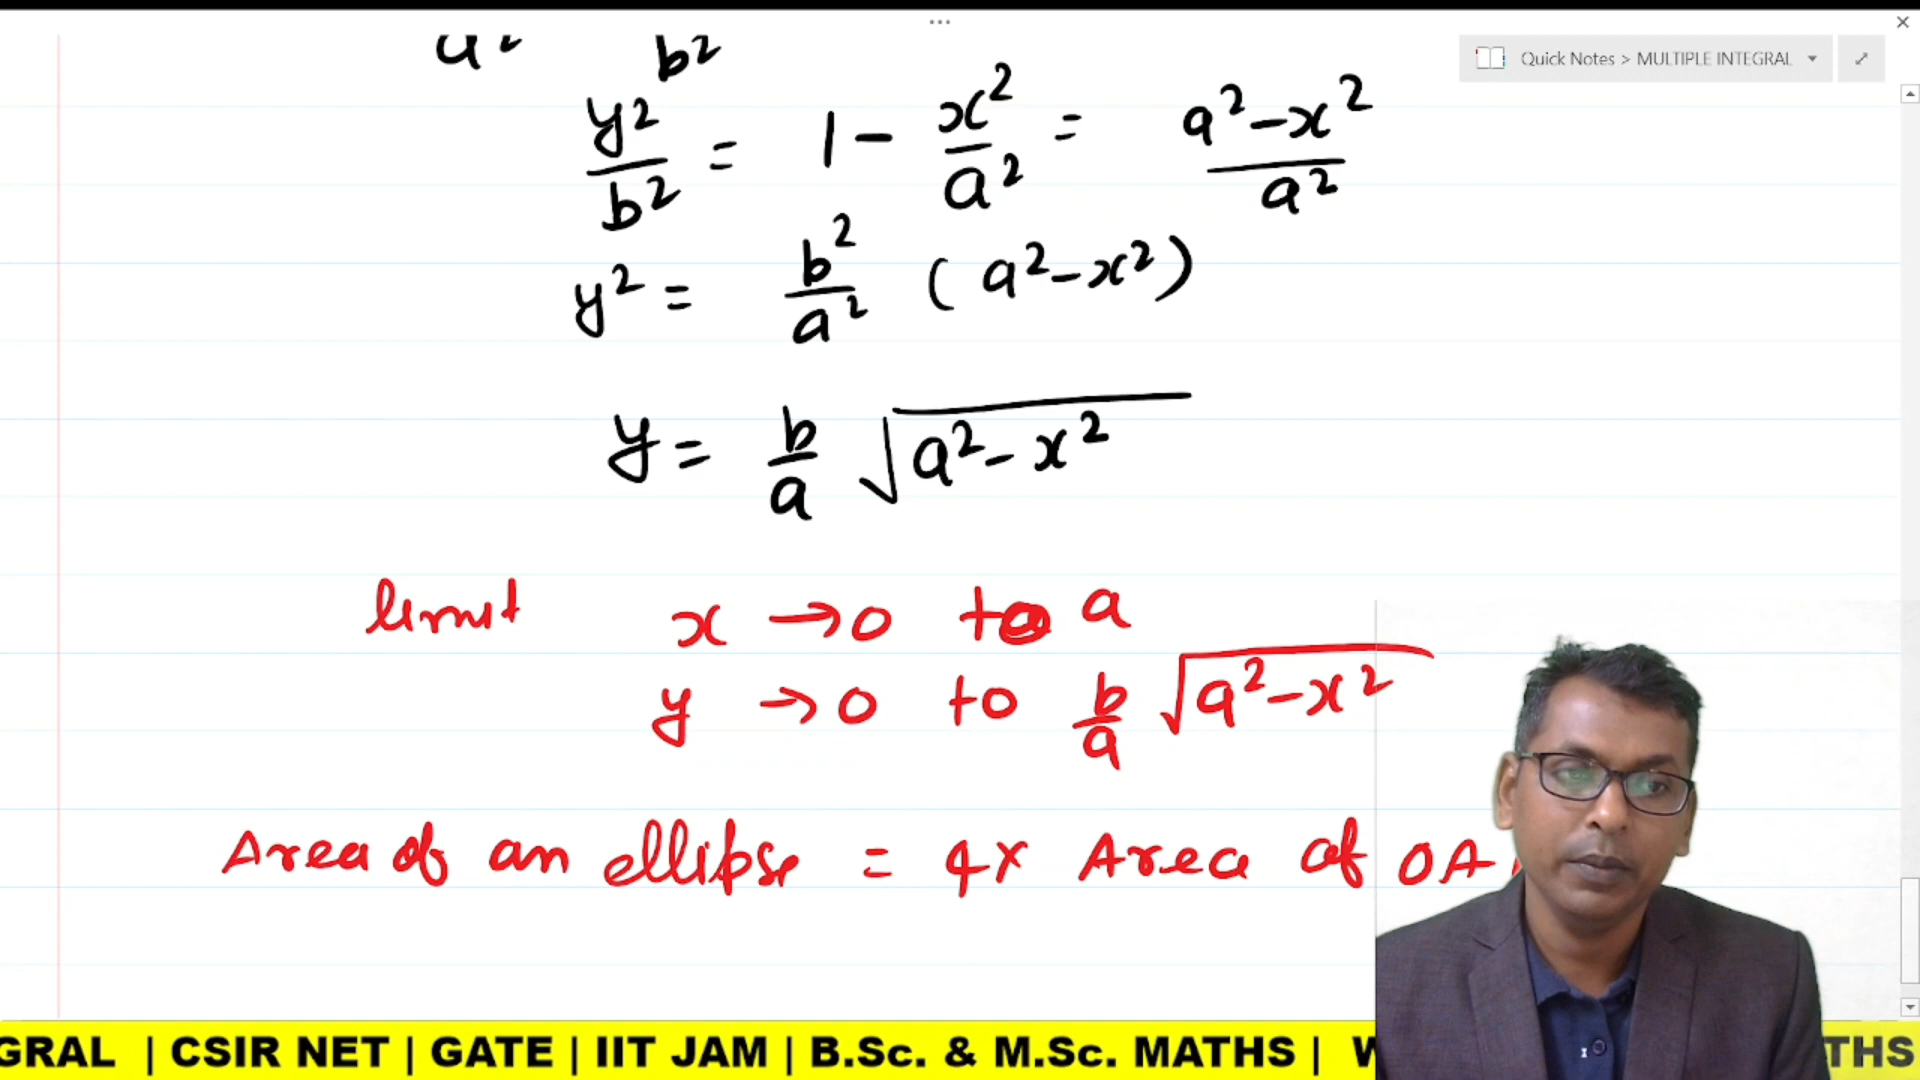 Quick Notes > MULTIPLE INTEGRAL
a² b²
y²/b² = 1 - x²/a² = a²-x²/a²
y² = b²/a² (a²-x²)
y = b/a √a²-x²
limit x → 0 to a
y → 0 to b/a √a²-x²
Area of an ellipse = 4 x Area of OA
GRAL | CSIR NET | GATE | IIT JAM | B.Sc. & M.Sc. MATHS | THS